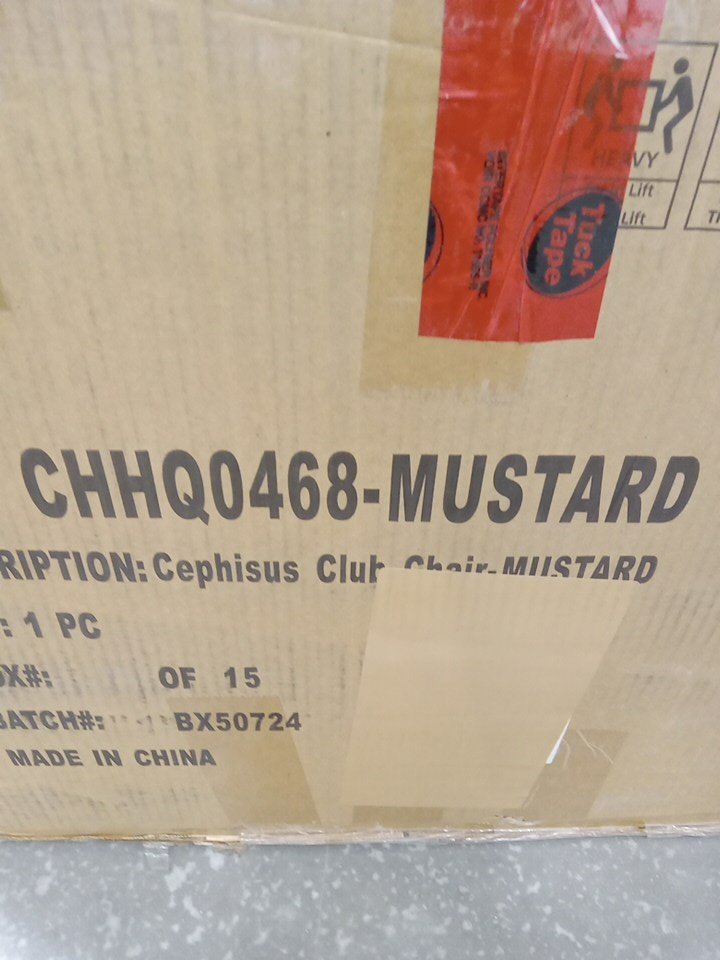 HEAVY
Lift
Lift
Tuck
Tape
CHHQ0468-MUSTARD
RIPTION: Cephisus Club Chair-MUSTARD
: 1 PC
OX#: OF 15
BATCH#: BX50724
MADE IN CHINA